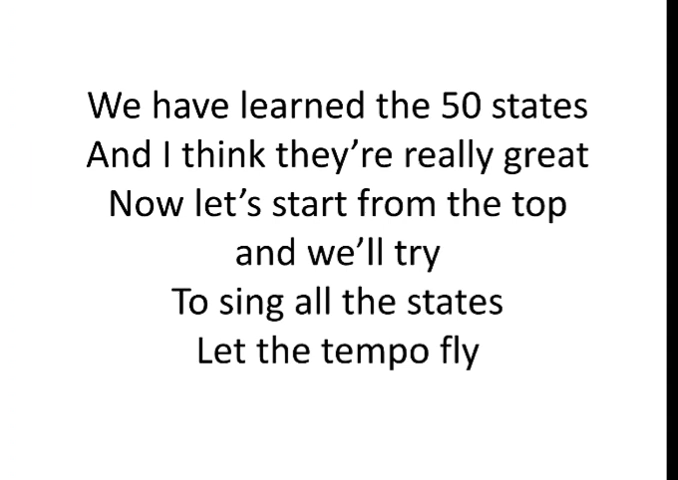 We have learned the 50 states
And I think they’re really great
Now let’s start from the top
and we’ll try
To sing all the states
Let the tempo fly